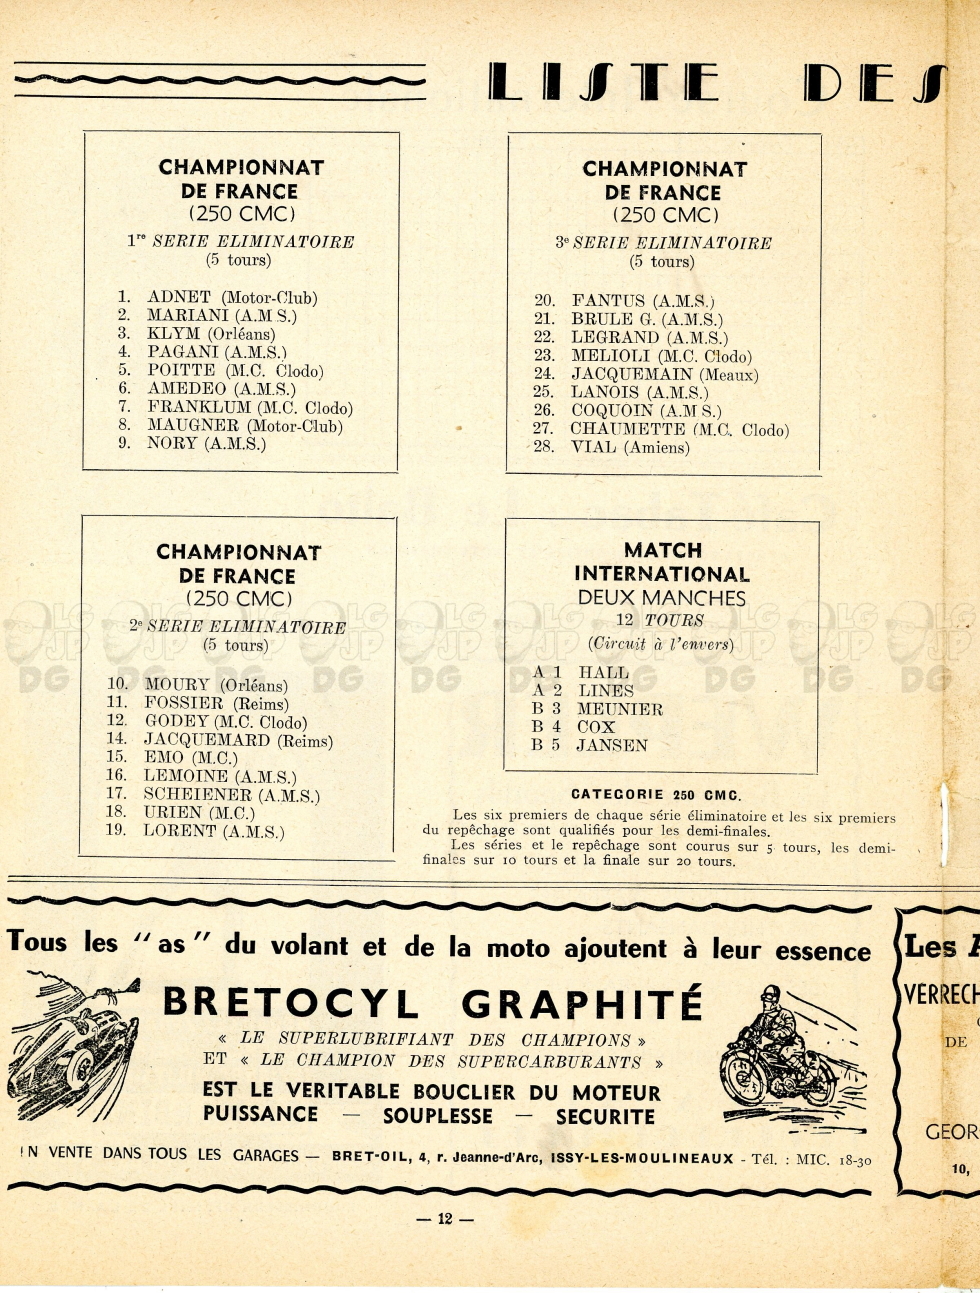 LISTE DES
CHAMPIONNAT
DE FRANCE
(250 CMC)
1re SERIE ELIMINATOIRE
(5 tours)
1. ADNET (Motor-Club)
2. MARIANI (A.M S.)
3. KLYM (Orléans)
4. PAGANI (A.M.S.)
5. POITTE (M.C. Clodo)
6. AMEDEO (A.M.S.)
7. FRANKLUM (M.C. Clodo)
8. MAUGNER (Motor-Club)
9. NORY (A.M.S.)
CHAMPIONNAT
DE FRANCE
(250 CMC)
2e SERIE ELIMINATOIRE
(5 tours)
10. MOURY (Orléans)
11. FOSSIER (Reims)
12. GODEY (M.C. Clodo)
14. JACQUEMARD (Reims)
15. EMO (M.C.)
16. LEMOINE (A.M.S.)
17. SCHEIENER (A.M.S.)
18. URIEN (M.C.)
19. LORENT (A.M.S.)
CHAMPIONNAT
DE FRANCE
(250 CMC)
3e SERIE ELIMINATOIRE
(5 tours)
20. FANTUS (A.M.S.)
21. BRULE G. (A.M.S.)
22. LEGRAND (A.M.S.)
23. MELIOLI (M.C. Clodo)
24. JACQUEMAIN (Meaux)
25. LANOIS (A.M.S.)
26. COQUOIN (A.M S.)
27. CHAUMETTE (M.C. Clodo)
28. VIAL (Amiens)
MATCH
INTERNATIONAL
DEUX MANCHES
12 TOURS
(Circuit à l'envers)
A 1 HALL
A 2 LINES
B 3 MEUNIER
B 4 COX
B 5 JANSEN
CATEGORIE 250 CMC.
Les six premiers de chaque série éliminatoire et les six premiers
du repêchage sont qualifiés pour les demi-finales.
Les séries et le repêchage sont courus sur 5 tours, les demi-
finales sur 10 tours et la finale sur 20 tours.
Tous les "as" du volant et de la moto ajoutent à leur essence
BRETOCYL GRAPHITÉ
« LE SUPERLUBRIFIANT DES CHAMPIONS »
ET « LE CHAMPION DES SUPERCARBURANTS »
EST LE VERITABLE BOUCLIER DU MOTEUR
PUISSANCE — SOUPLESSE — SECURITE
EN VENTE DANS TOUS LES GARAGES — BRET-OIL, 4, r. Jeanne-d'Arc, ISSY-LES-MOULINEAUX - Tél. : MIC. 18-30
Les A
VERRECH
DE
GEOR
10,
— 12 —
LG JP DG